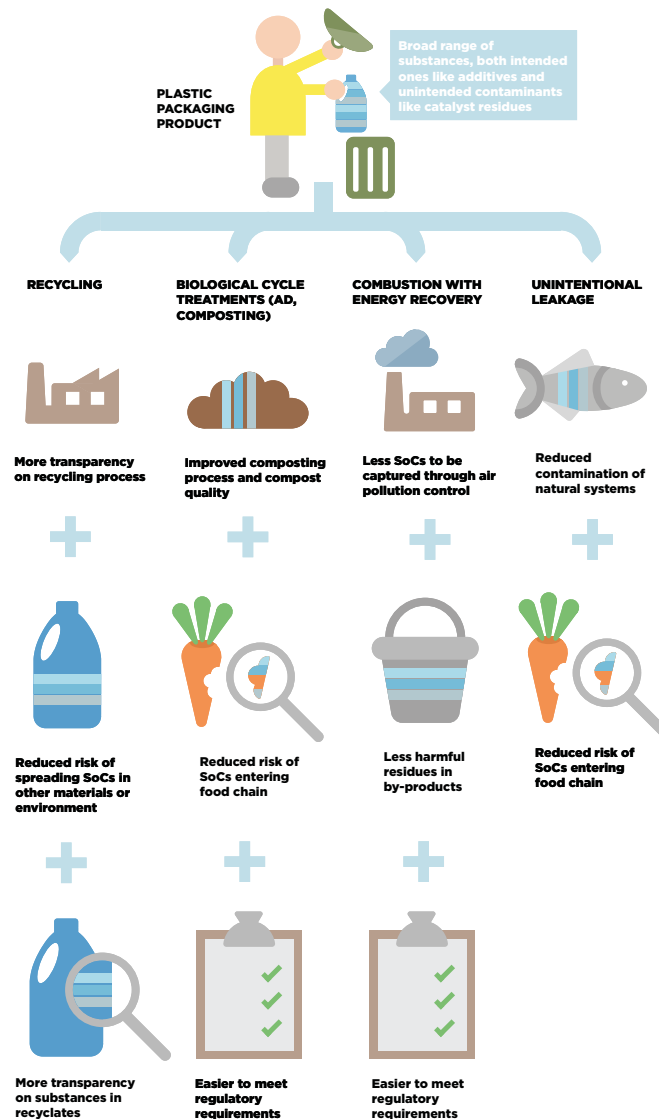 PLASTIC
PACKAGING
PRODUCT
Broad range of
substances, both intended
ones like additives and
unintended contaminants
like catalyst residues
RECYCLING
BIOLOGICAL CYCLE
TREATMENTS (AD,
COMPOSTING)
COMBUSTION WITH
ENERGY RECOVERY
UNINTENTIONAL
LEAKAGE
More transparency
on recycling process
Improved composting
process and compost
quality
Less SoCs to be
captured through air
pollution control
Reduced
contamination of
natural systems
Reduced risk of
spreading SoCs in
other materials or
environment
Reduced risk of
SoCs entering
food chain
Less harmful
residues in
by-products
Reduced risk of
SoCs entering
food chain
More transparency
on substances in
recyclates
Easier to meet
regulatory
requirements
Easier to meet
regulatory
requirements